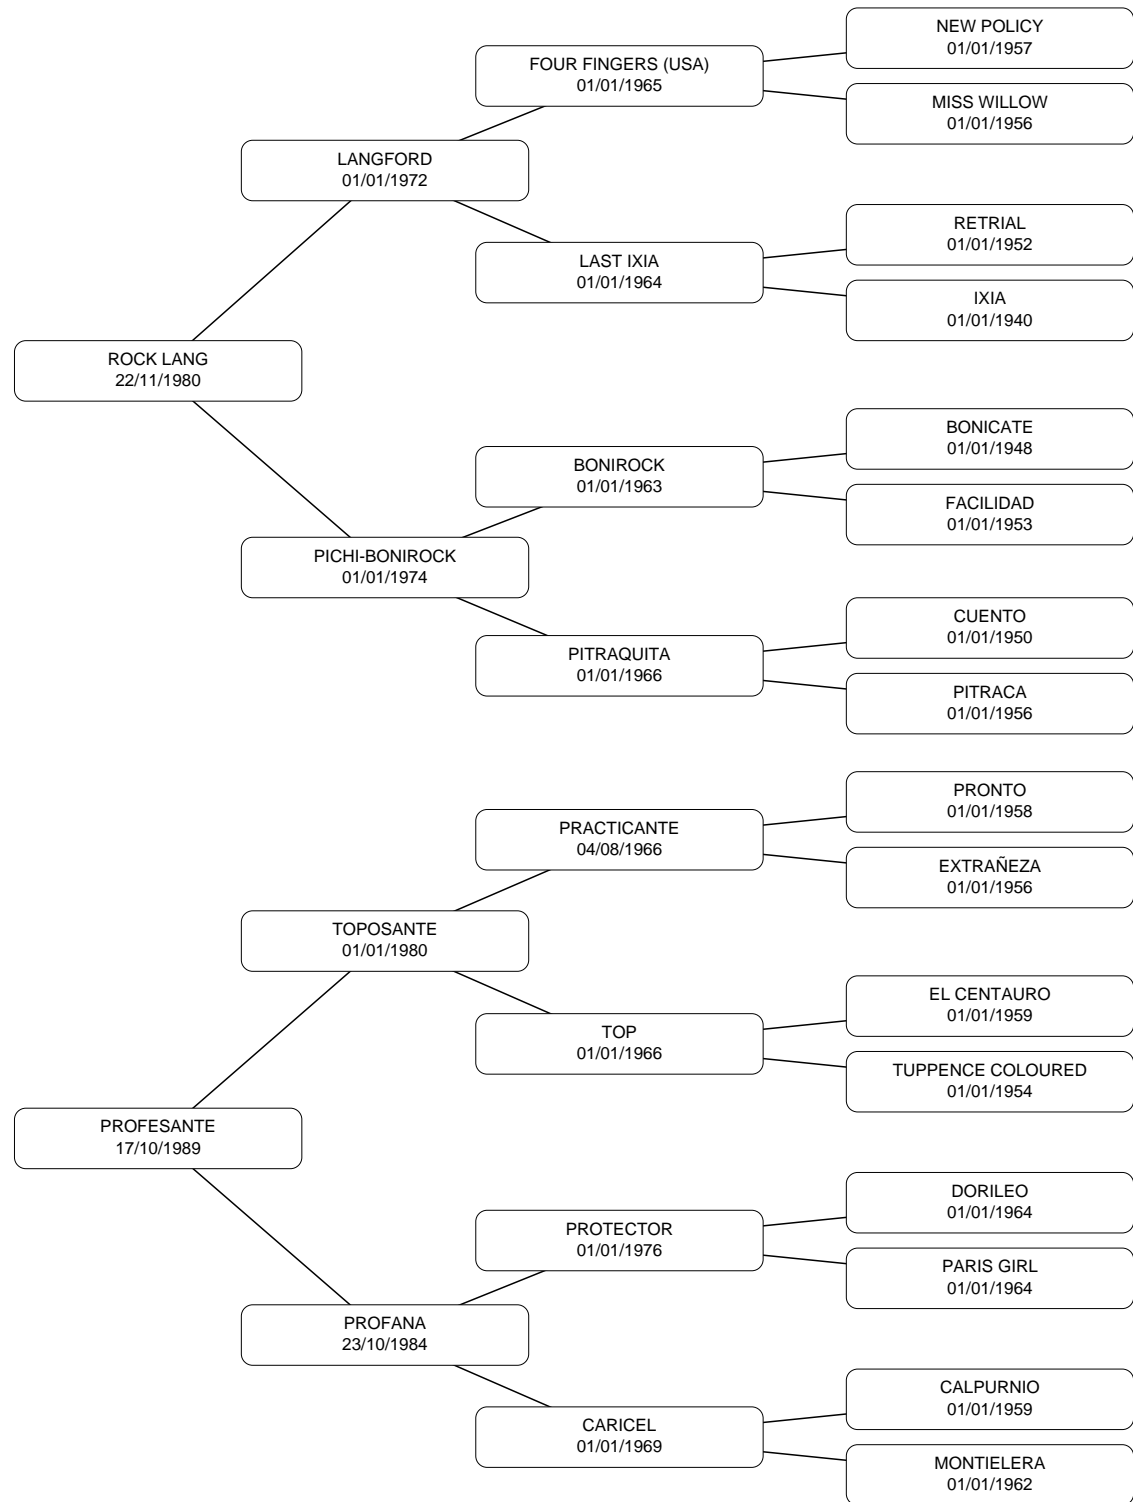 NEW POLICY
01/01/1957
FOUR FINGERS (USA)
01/01/1965
MISS WILLOW
01/01/1956
LANGFORD
01/01/1972
RETRIAL
01/01/1952
LAST IXIA
01/01/1964
IXIA
01/01/1940
ROCK LANG
22/11/1980
BONICATE
01/01/1948
BONIROCK
01/01/1963
FACILIDAD
01/01/1953
PICHI-BONIROCK
01/01/1974
CUENTO
01/01/1950
PITRAQUITA
01/01/1966
PITRACA
01/01/1956
PRONTO
01/01/1958
PRACTICANTE
04/08/1966
EXTRAÑEZA
01/01/1956
TOPOSANTE
01/01/1980
EL CENTAURO
01/01/1959
TOP
01/01/1966
TUPPENCE COLOURED
01/01/1954
PROFESANTE
17/10/1989
DORILEO
01/01/1964
PROTECTOR
01/01/1976
PARIS GIRL
01/01/1964
PROFANA
23/10/1984
CALPURNIO
01/01/1959
CARICEL
01/01/1969
MONTIELERA
01/01/1962